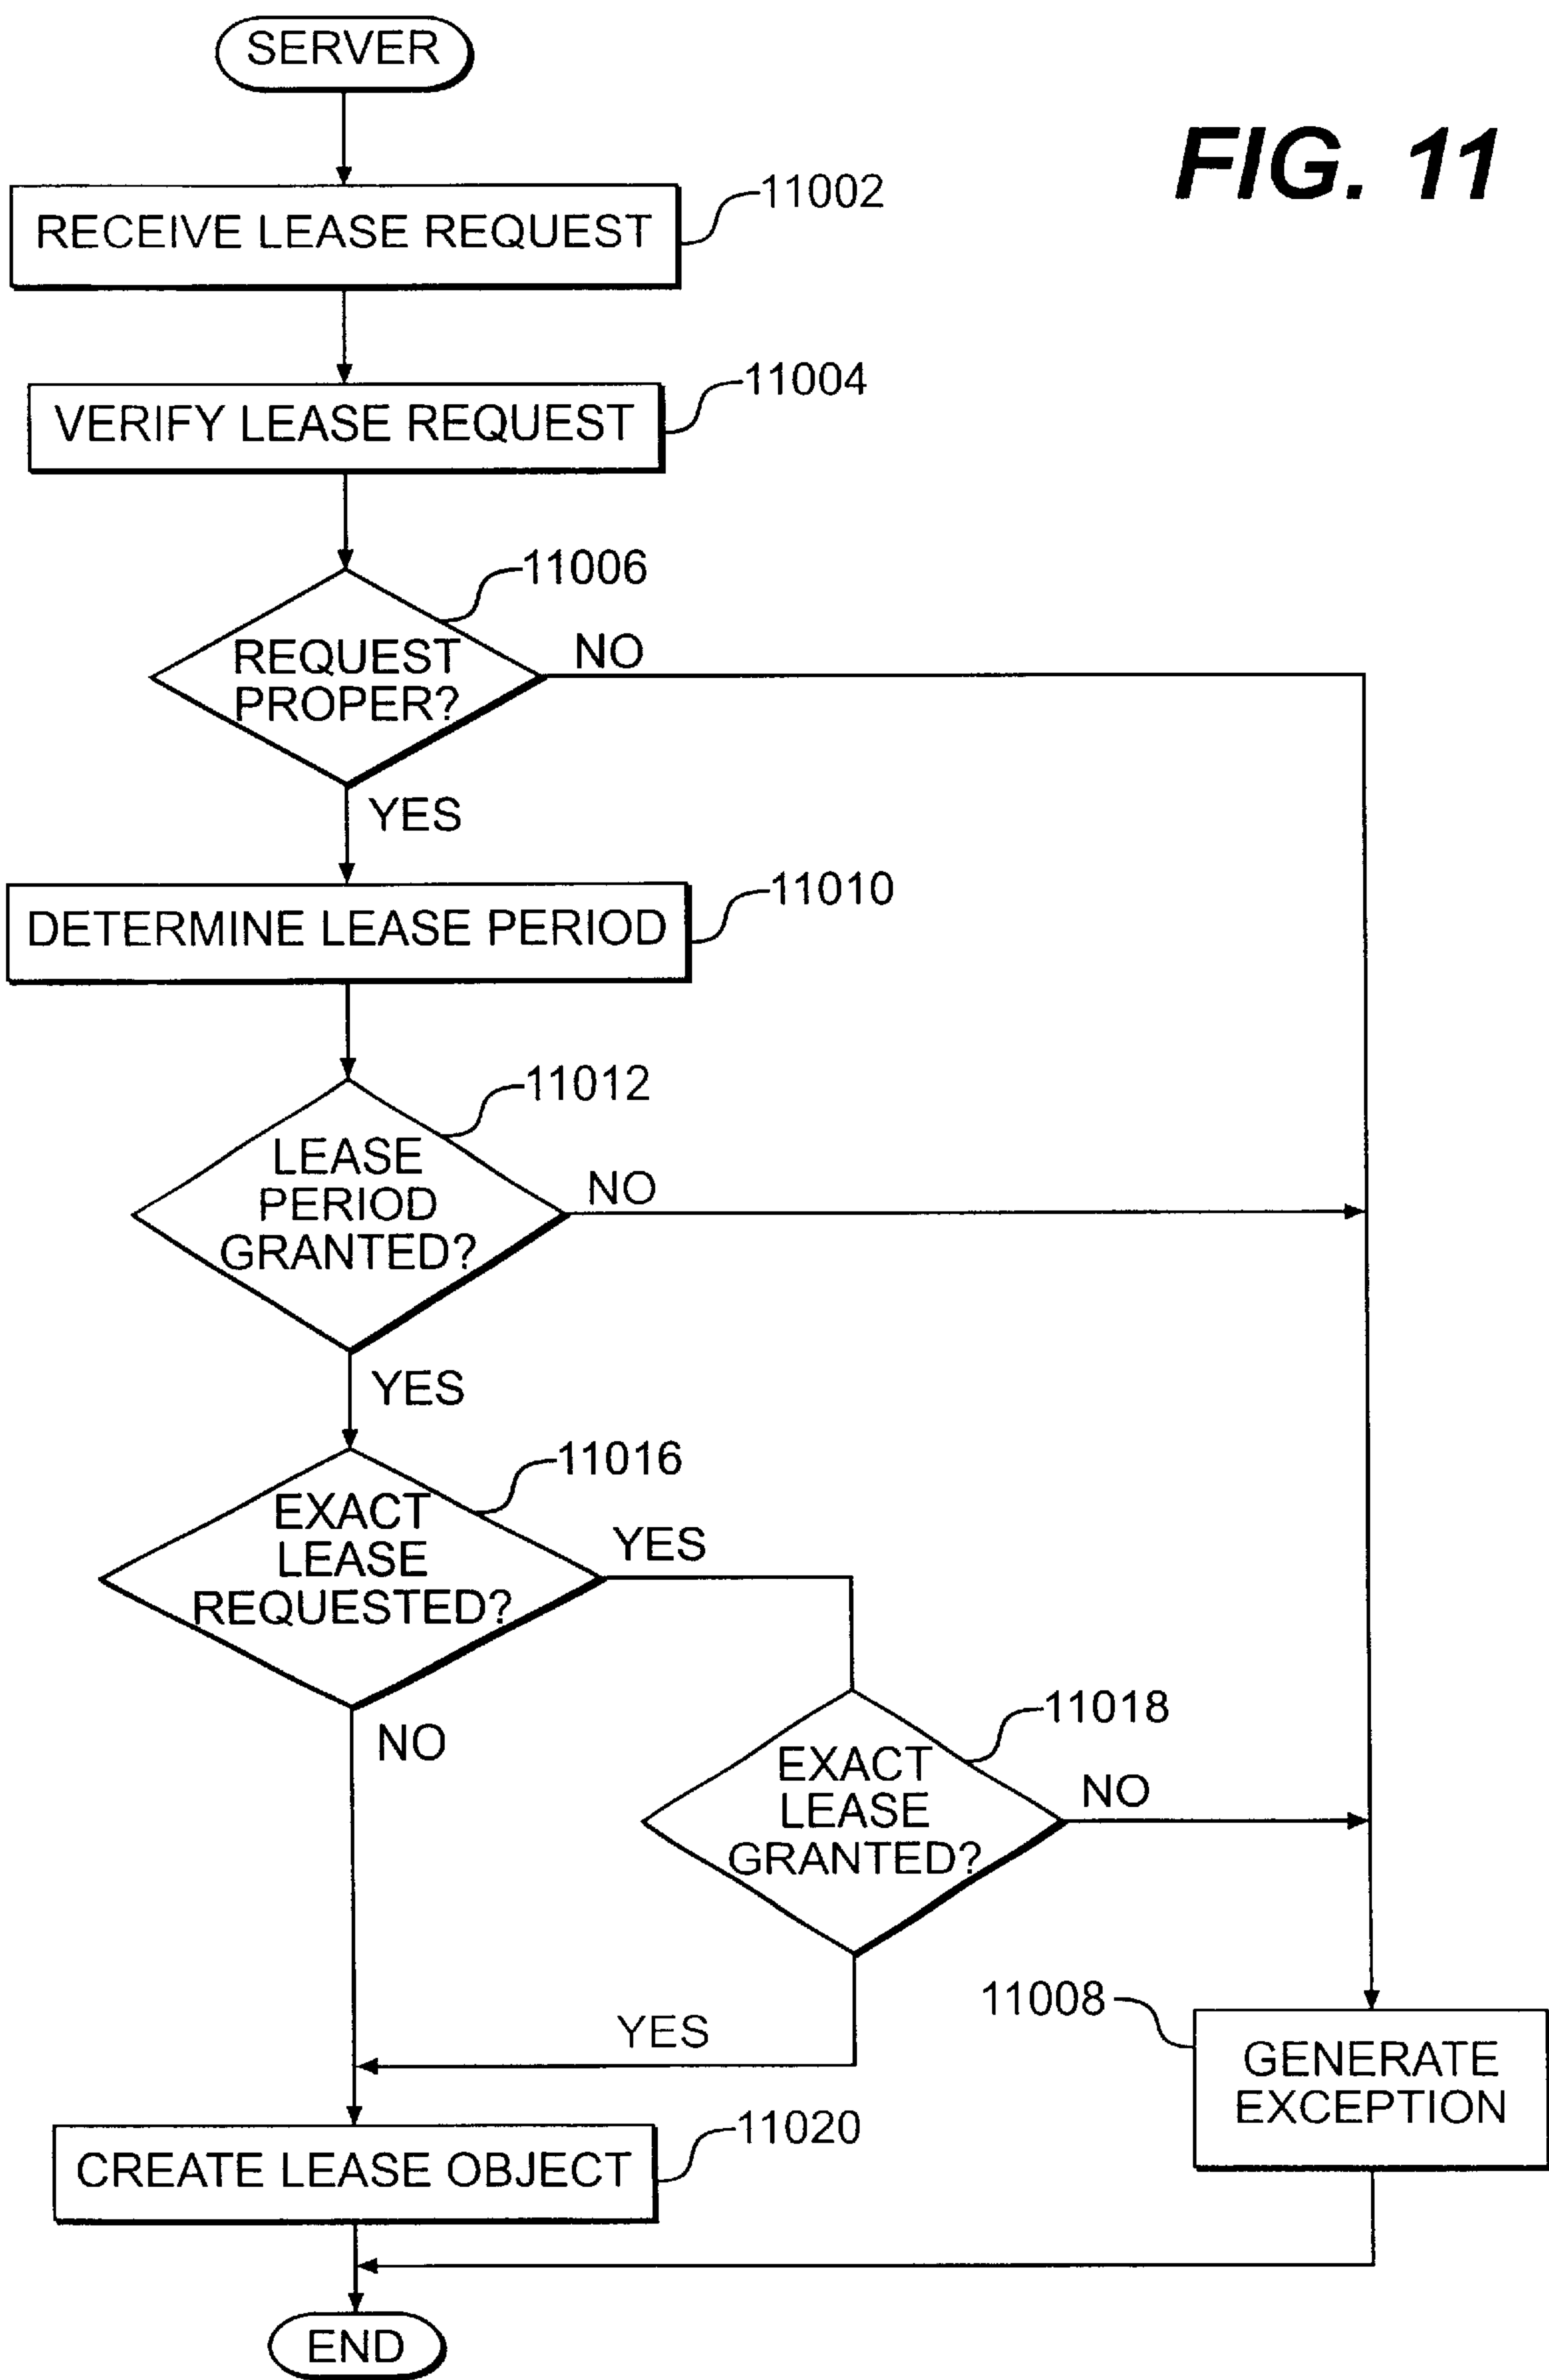 SERVER
FIG. 11
11002
RECEIVE LEASE REQUEST
11004
VERIFY LEASE REQUEST
11006
REQUEST
PROPER?
NO
YES
11010
DETERMINE LEASE PERIOD
11012
LEASE
PERIOD
GRANTED?
NO
YES
11016
EXACT
LEASE
REQUESTED?
YES
NO
11018
EXACT
LEASE
GRANTED?
NO
YES
11008
GENERATE
EXCEPTION
11020
CREATE LEASE OBJECT
END